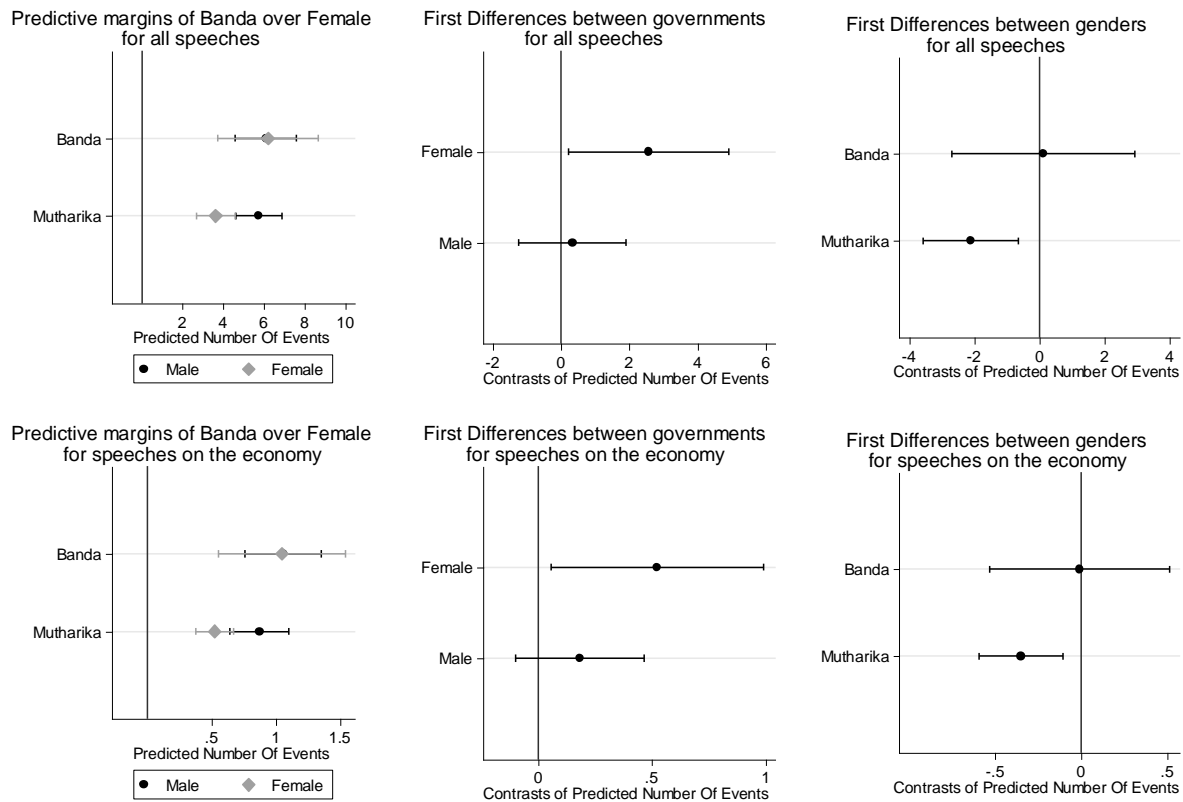 Predictive margins of Banda over Female
for all speeches
Banda
Mutharika
2 4 6 8 10
Predicted Number Of Events
Male Female
First Differences between governments
for all speeches
Female
Male
-2 0 2 4 6
Contrasts of Predicted Number Of Events
First Differences between genders
for all speeches
Banda
Mutharika
-4 -2 0 2 4
Contrasts of Predicted Number Of Events
Predictive margins of Banda over Female
for speeches on the economy
Banda
Mutharika
.5 1 1.5
Predicted Number Of Events
Male Female
First Differences between governments
for speeches on the economy
Female
Male
0 .5 1
Contrasts of Predicted Number Of Events
First Differences between genders
for speeches on the economy
Banda
Mutharika
-.5 0 .5
Contrasts of Predicted Number Of Events